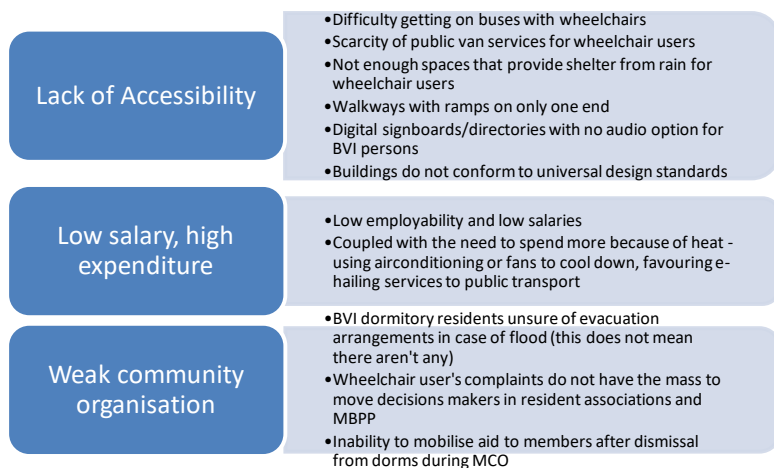 Lack of Accessibility
•Difficulty getting on buses with wheelchairs
•Scarcity of public van services for wheelchair users
•Not enough spaces that provide shelter from rain for
wheelchair users
•Walkways with ramps on only one end
•Digital signboards/directories with no audio option for
BVI persons
•Buildings do not conform to universal design standards
Low salary, high
expenditure
•Low employability and low salaries
•Coupled with the need to spend more because of heat -
using airconditioning or fans to cool down, favouring e-
hailing services to public transport
Weak community
organisation
•BVI dormitory residents unsure of evacuation
arrangements in case of flood (this does not mean
there aren't any)
•Wheelchair user's complaints do not have the mass to
move decisions makers in resident associations and
MBPP
•Inability to mobilise aid to members after dismissal
from dorms during MCO